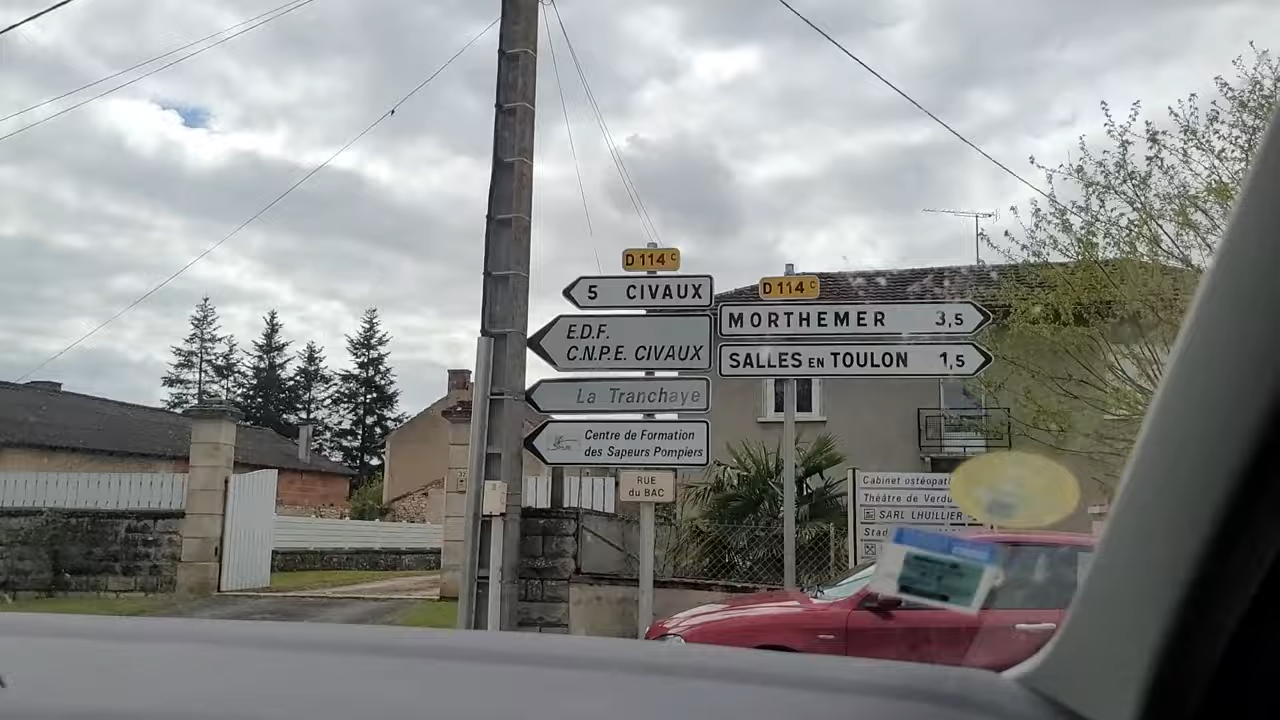 D 114 C
5 CIVAUX
E.D.F.
C.N.P.E. CIVAUX
La Tranchaye
Centre de Formation
des Sapeurs Pompiers
RUE
du BAC
D 114 C
MORTHEMER 3,5
SALLES EN TOULON 1,5
Cabinet ostéopat
Théâtre de Verdu
SARL LHUILLIER
Stad